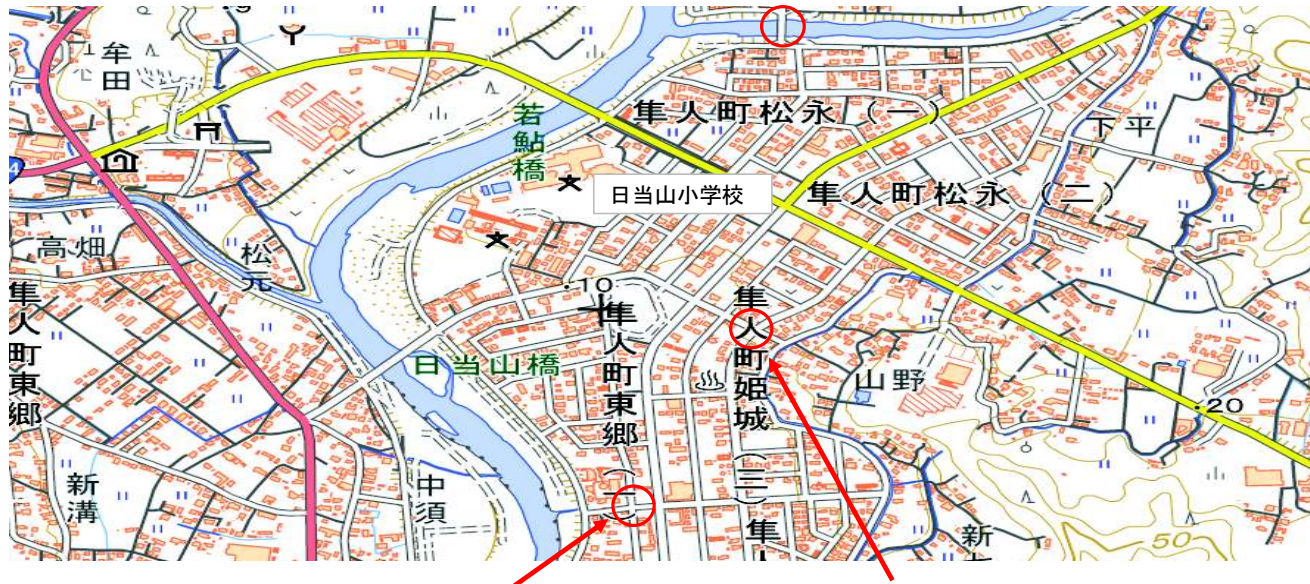 牟田
若鮎橋
隼人町松永(一)
下平
日当山小学校
隼人町松永(二)
高畑
松元
・10
隼人町東郷
隼人町姫城(三)
日当山橋
隼人町東郷(一)
山野
・20
新溝
中須
50